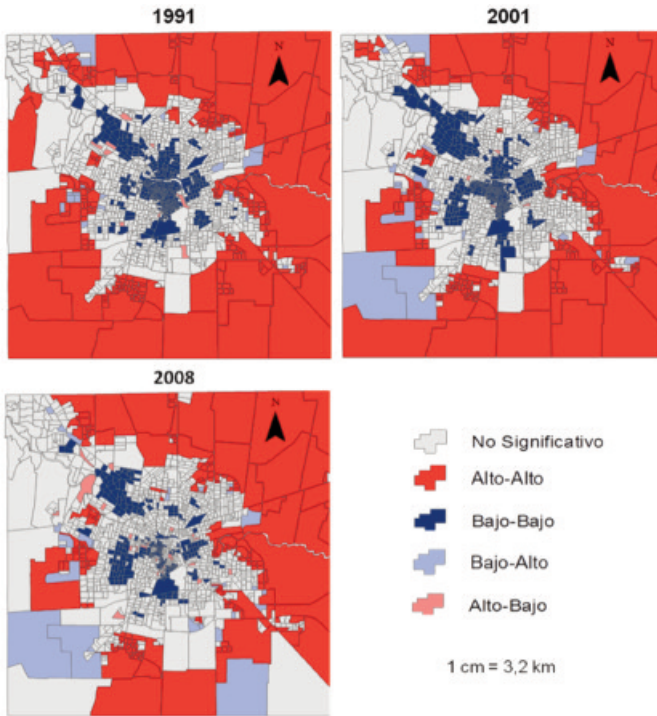 1991
N
2001
N
2008
N
No Significativo
Alto-Alto
Bajo-Bajo
Bajo-Alto
Alto-Bajo
1 cm = 3,2 km